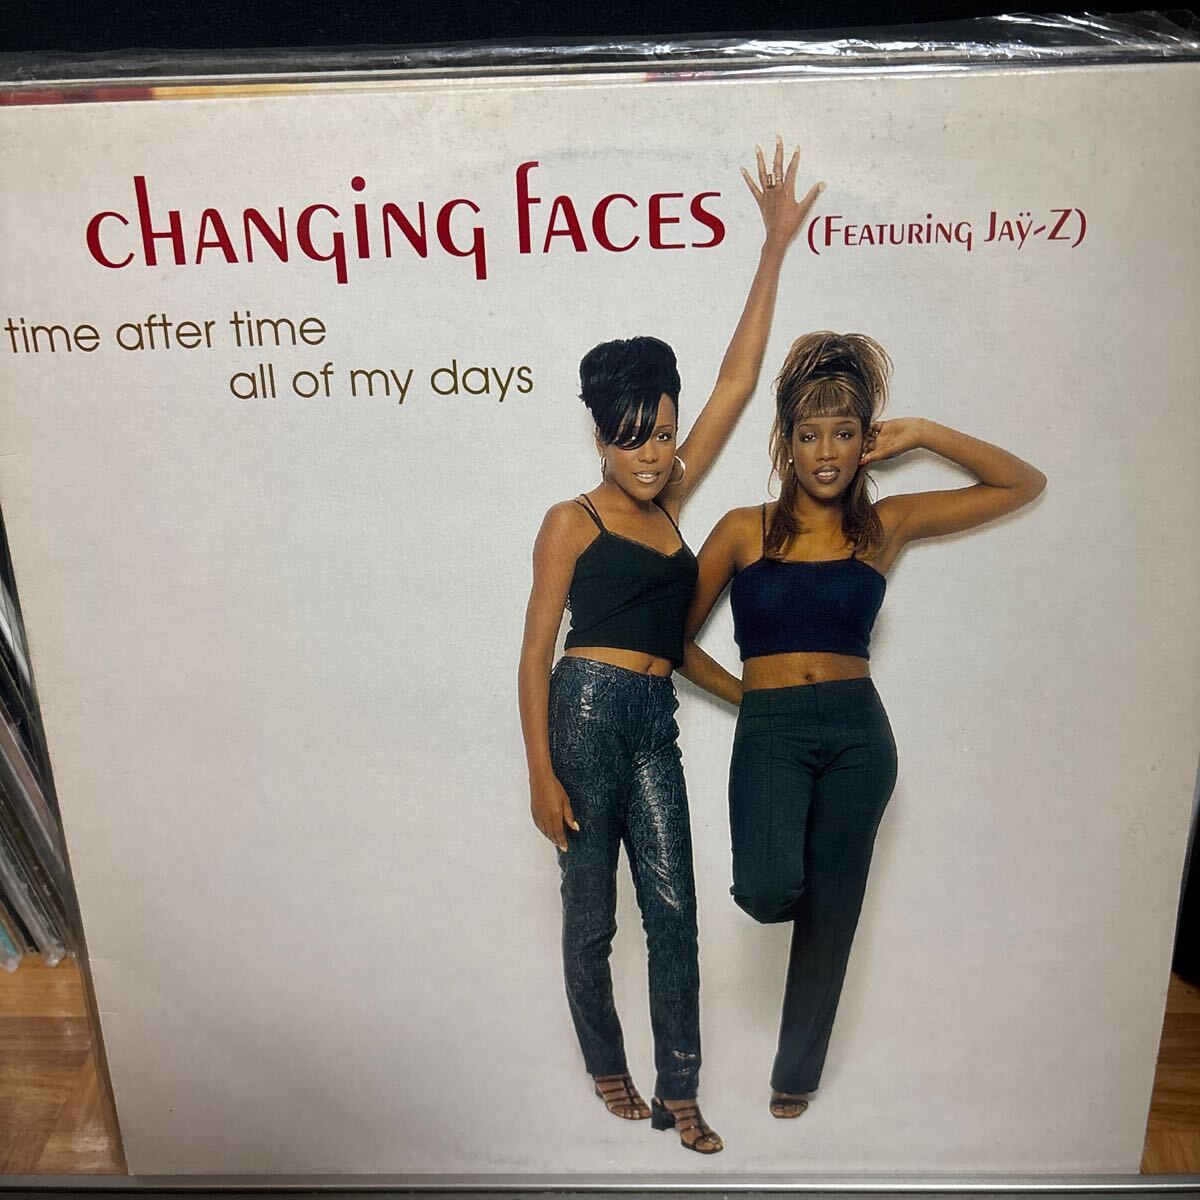 CHANGING FACES
(FEATURING JAŸ-Z)
time after time
all of my days